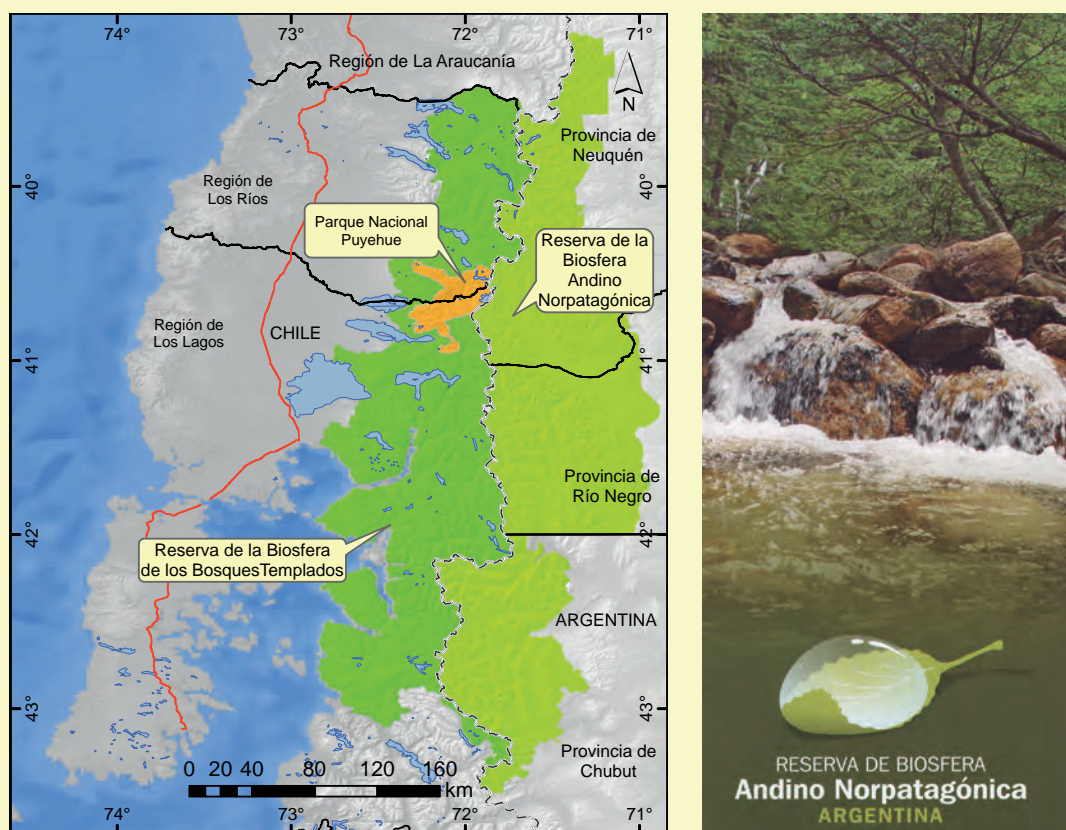 74°
73°
72°
71°
Región de La Araucanía
N
Provincia de
Neuquén
40°
40°
Región de
Los Ríos
Parque Nacional
Puyehue
Reserva de la
Biosfera
Andino
Norpatagónica
Región de
Los Lagos
CHILE
41°
41°
Provincia de
Río Negro
42°
42°
Reserva de la Biosfera
de los BosquesTemplados
ARGENTINA
43°
43°
Provincia de
Chubut
0 20 40 80 120 160
km
74°
73°
72°
71°
RESERVA DE BIOSFERA
Andino Norpatagónica
ARGENTINA